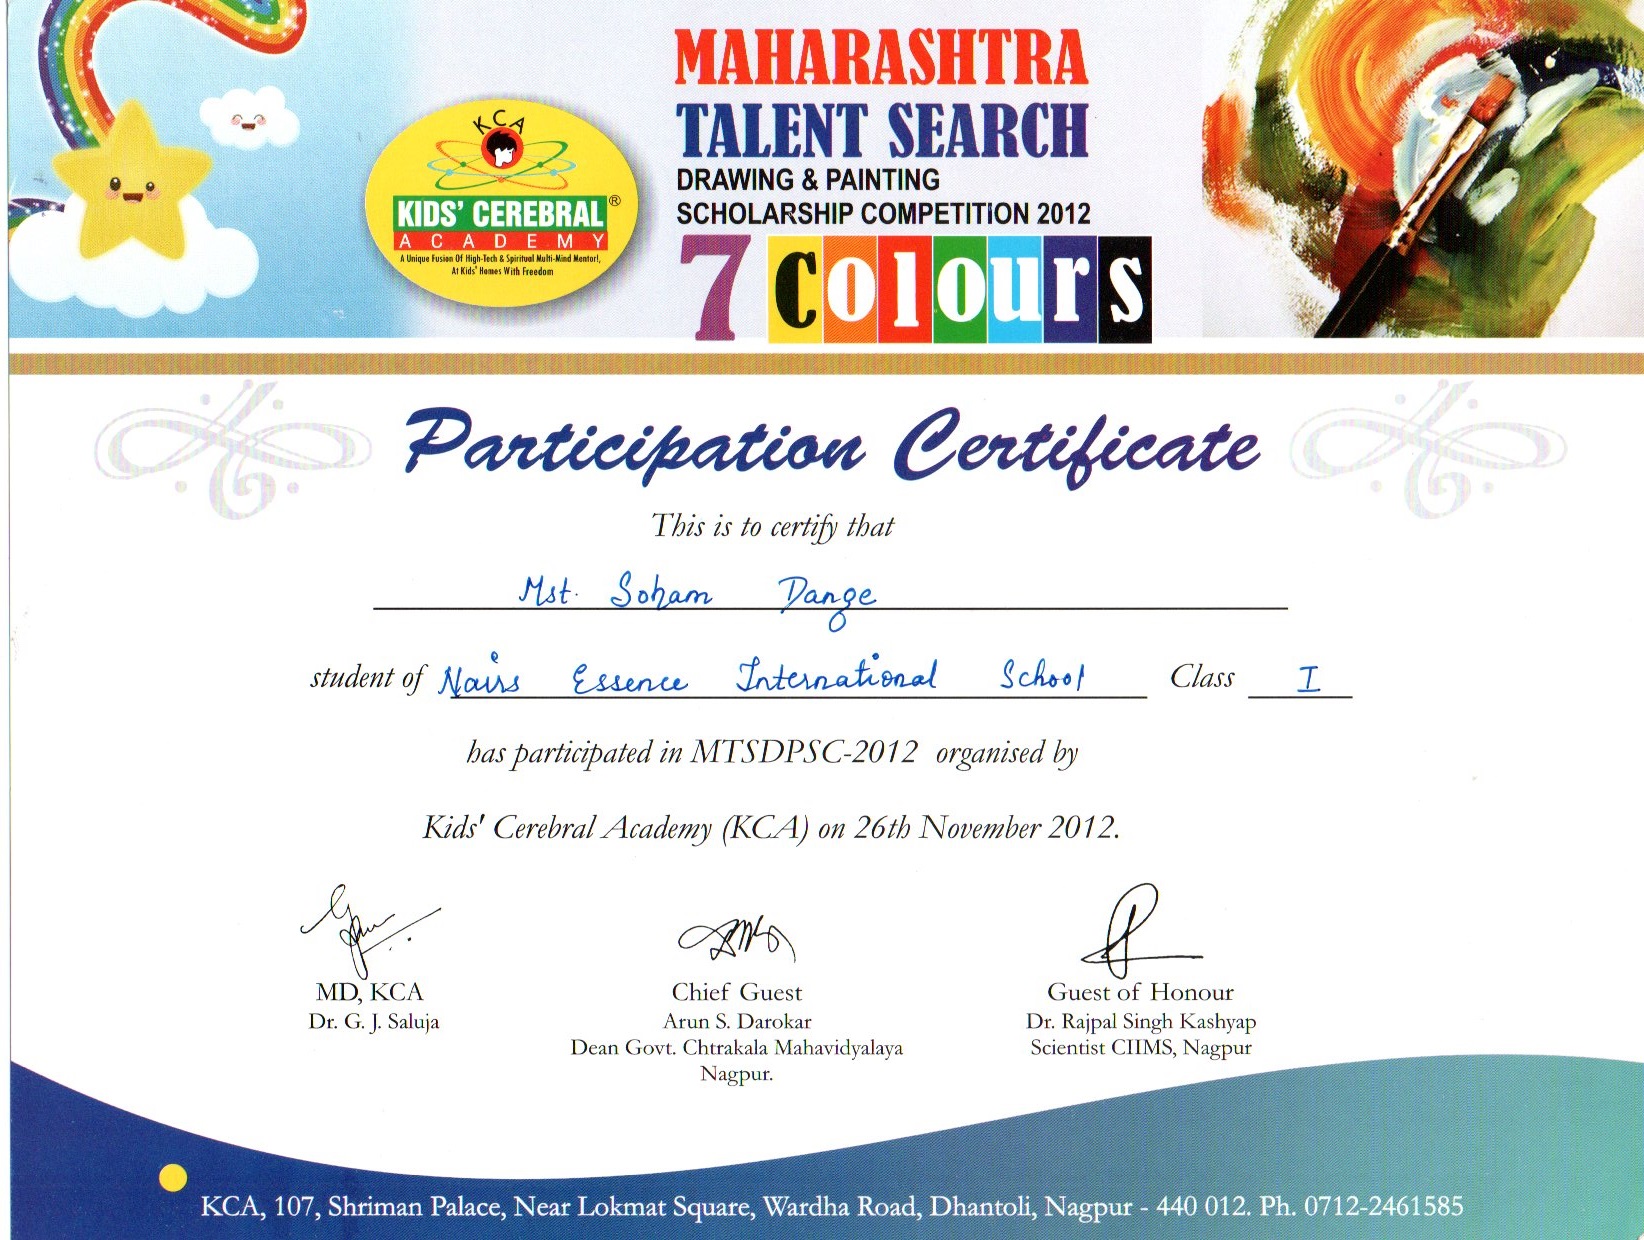 KCA
KIDS' CEREBRAL®
ACADEMY
A Unique Fusion Of High-Tech & Spiritual Multi-Mind Mentor!,
At Kids' Homes With Freedom
MAHARASHTRA
TALENT SEARCH
DRAWING & PAINTING
SCHOLARSHIP COMPETITION 2012
7 colours
Participation Certificate
This is to certify that
Mst. Soham Dange
student of Nairs Essence International School Class I
has participated in MTSDPSC-2012 organised by
Kids' Cerebral Academy (KCA) on 26th November 2012.
MD, KCA
Dr. G. J. Saluja
Chief Guest
Arun S. Darokar
Dean Govt. Chtrakala Mahavidyalaya
Nagpur.
Guest of Honour
Dr. Rajpal Singh Kashyap
Scientist CIIMS, Nagpur
KCA, 107, Shriman Palace, Near Lokmat Square, Wardha Road, Dhantoli, Nagpur - 440 012. Ph. 0712-2461585